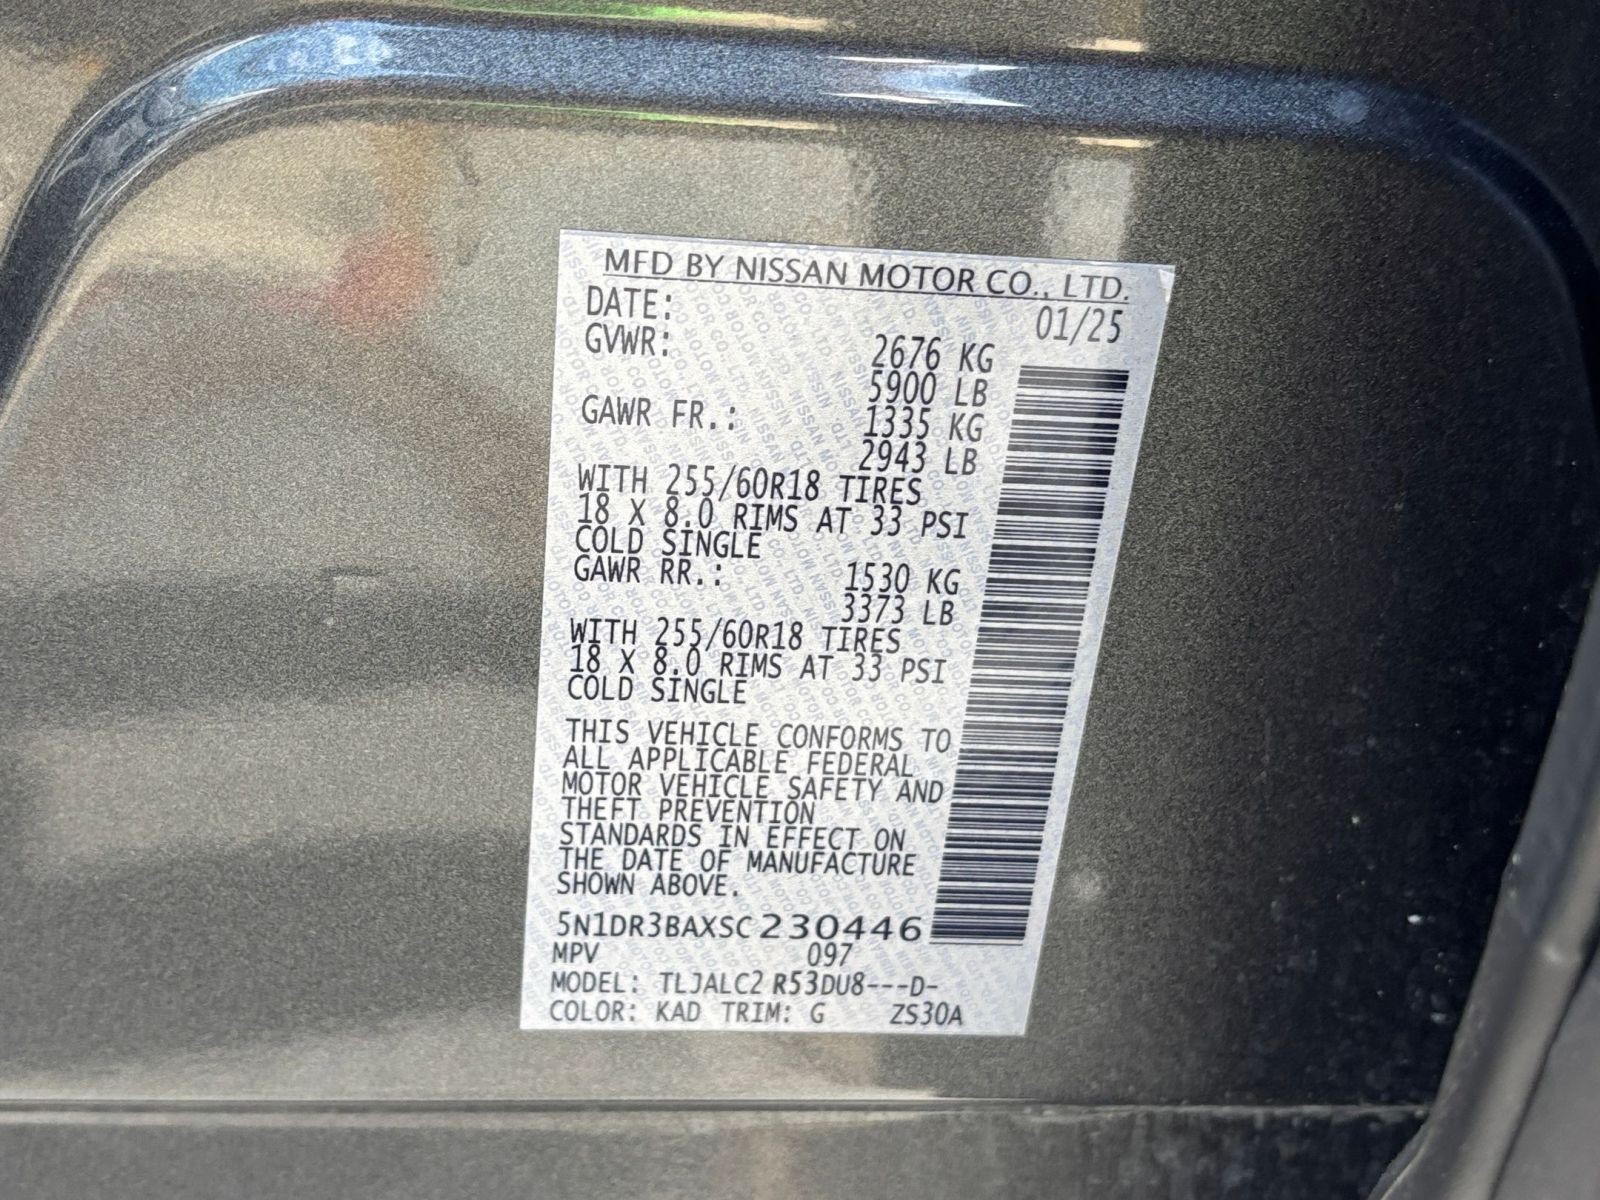 MFD BY NISSAN MOTOR CO., LTD.
DATE: 01/25
GVWR: 2676 KG
5900 LB
GAWR FR.: 1335 KG
2943 LB
WITH 255/60R18 TIRES
18 X 8.0 RIMS AT 33 PSI
COLD SINGLE
GAWR RR.: 1530 KG
3373 LB
WITH 255/60R18 TIRES
18 X 8.0 RIMS AT 33 PSI
COLD SINGLE
THIS VEHICLE CONFORMS TO
ALL APPLICABLE FEDERAL
MOTOR VEHICLE SAFETY AND
THEFT PREVENTION
STANDARDS IN EFFECT ON
THE DATE OF MANUFACTURE
SHOWN ABOVE.
5N1DR3BAXSC230446
MPV 097
MODEL: TLJALC2 R53DU8---D-
COLOR: KAD TRIM: G ZS30A